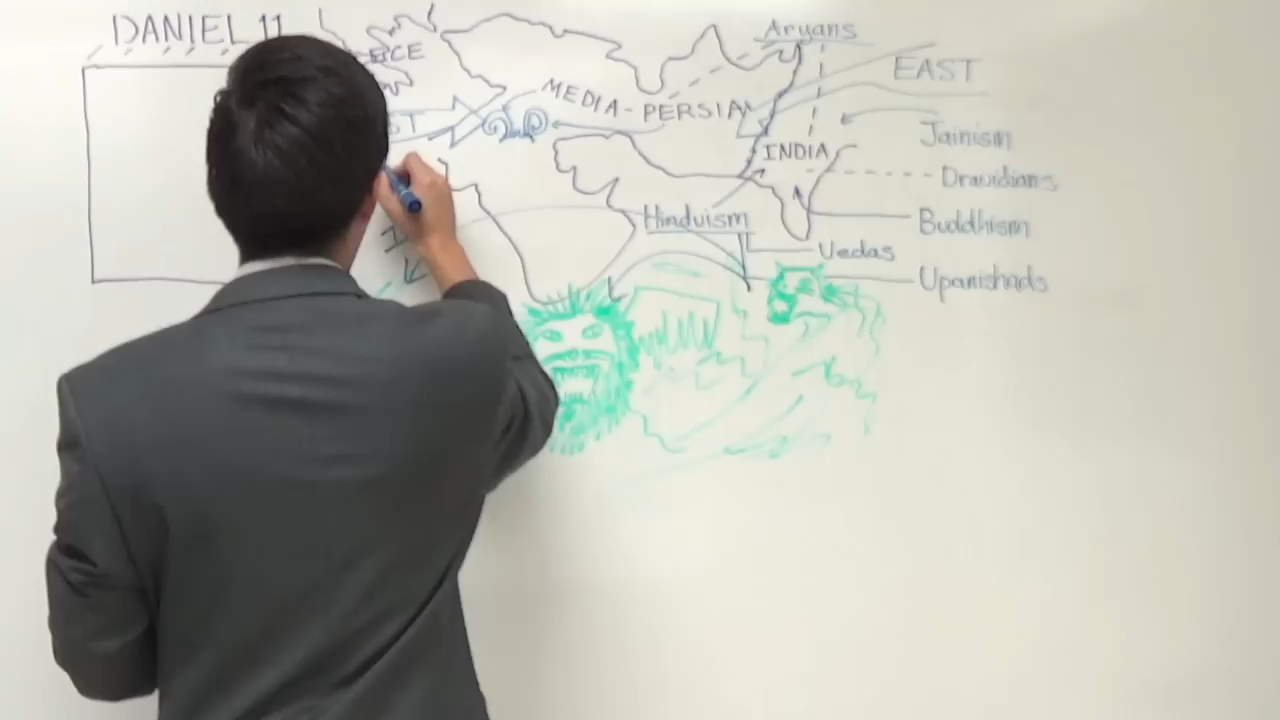 DANIEL 11
Aryans
EAST
MEDIA-PERSIA
INDIA
Jainism
Dravidians
Hinduism
Buddhism
Vedas
Upanishads